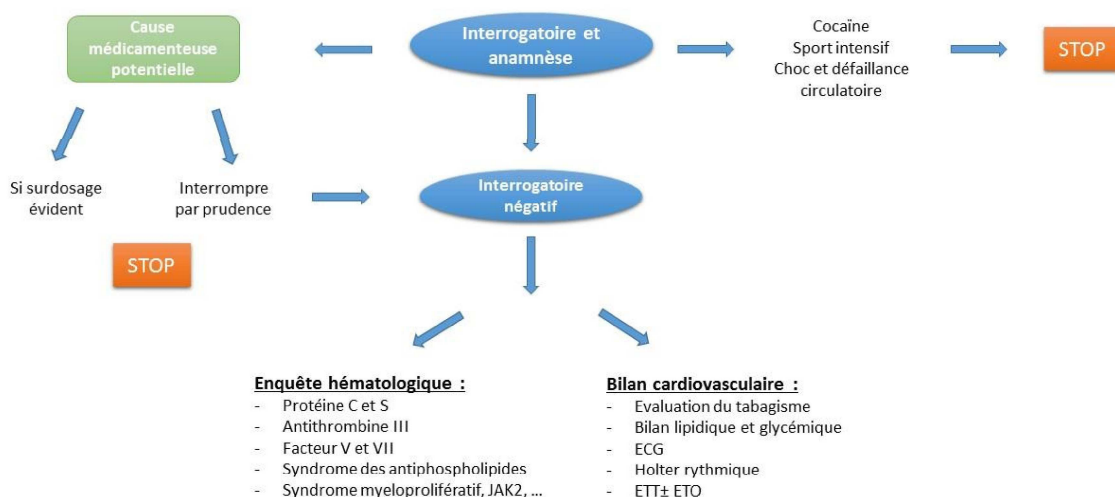 Cause
médicamenteuse
potentielle
Interrogatoire et
anamnèse
Cocaïne
Sport intensif
Choc et défaillance
circulatoire
STOP
Si surdosage
évident
Interrompre
par prudence
Interrogatoire
négatif
STOP
Enquête hématologique :
- Protéine C et S
- Antithrombine III
- Facteur V et VII
- Syndrome des antiphospholipides
- Syndrome myeloprolifératif, JAK2, ...
Bilan cardiovasculaire :
- Evaluation du tabagisme
- Bilan lipidique et glycémique
- ECG
- Holter rythmique
- ETT± ETO